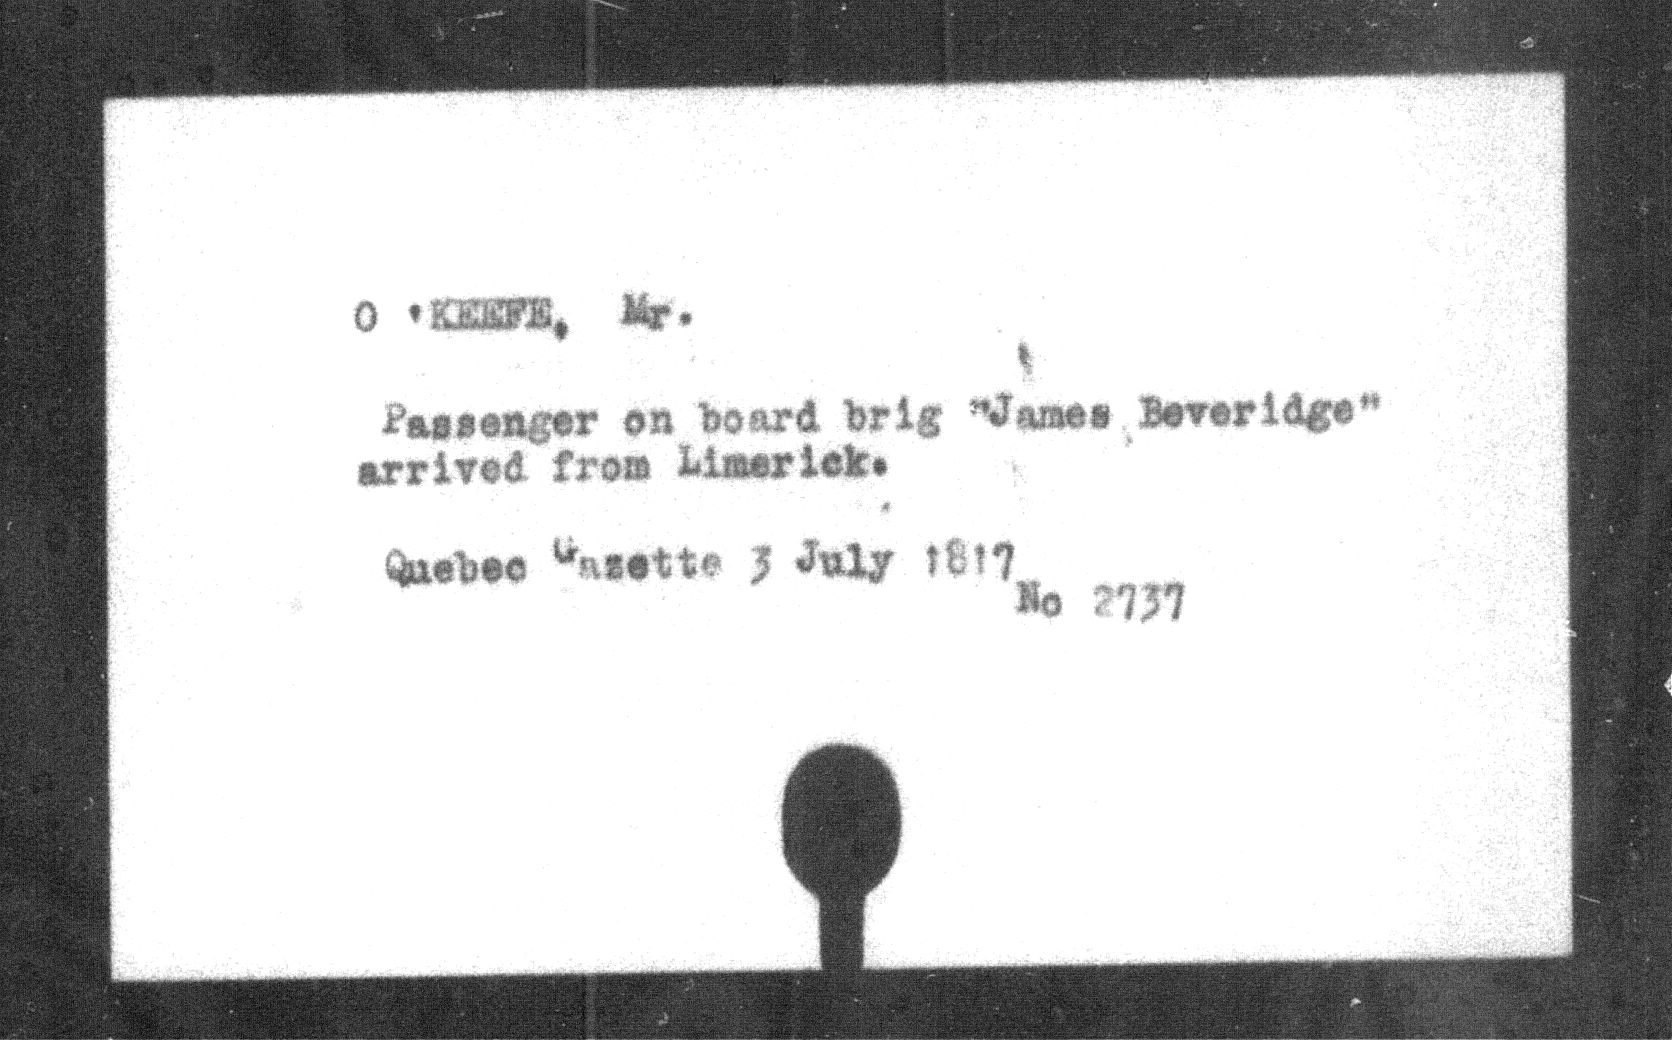 O 'KEEFE, Mr.
Passenger on board brig "James Beveridge"
arrived from Limerick.
Quebec Gazette 3 July 1817
No 2737